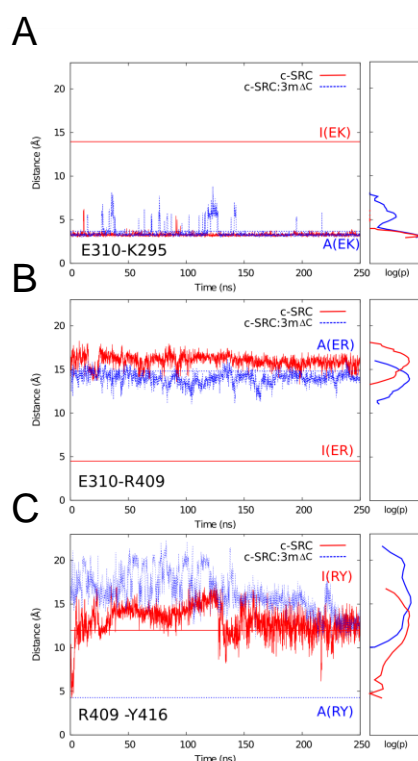 A
c-SRC
c-SRC:3mΔC
I(EK)
A(EK)
E310-K295
Distance (Å)
0
5
10
15
20
0 50 100 150 200 250
Time (ns)
log(p)
B
c-SRC
c-SRC:3mΔC
A(ER)
I(ER)
E310-R409
Distance (Å)
0
5
10
15
20
0 50 100 150 200 250
Time (ns)
log(p)
C
c-SRC
c-SRC:3mΔC
I(RY)
A(RY)
R409 -Y416
Distance (Å)
0
5
10
15
20
0 50 100 150 200 250
Time (ns)
log(p)